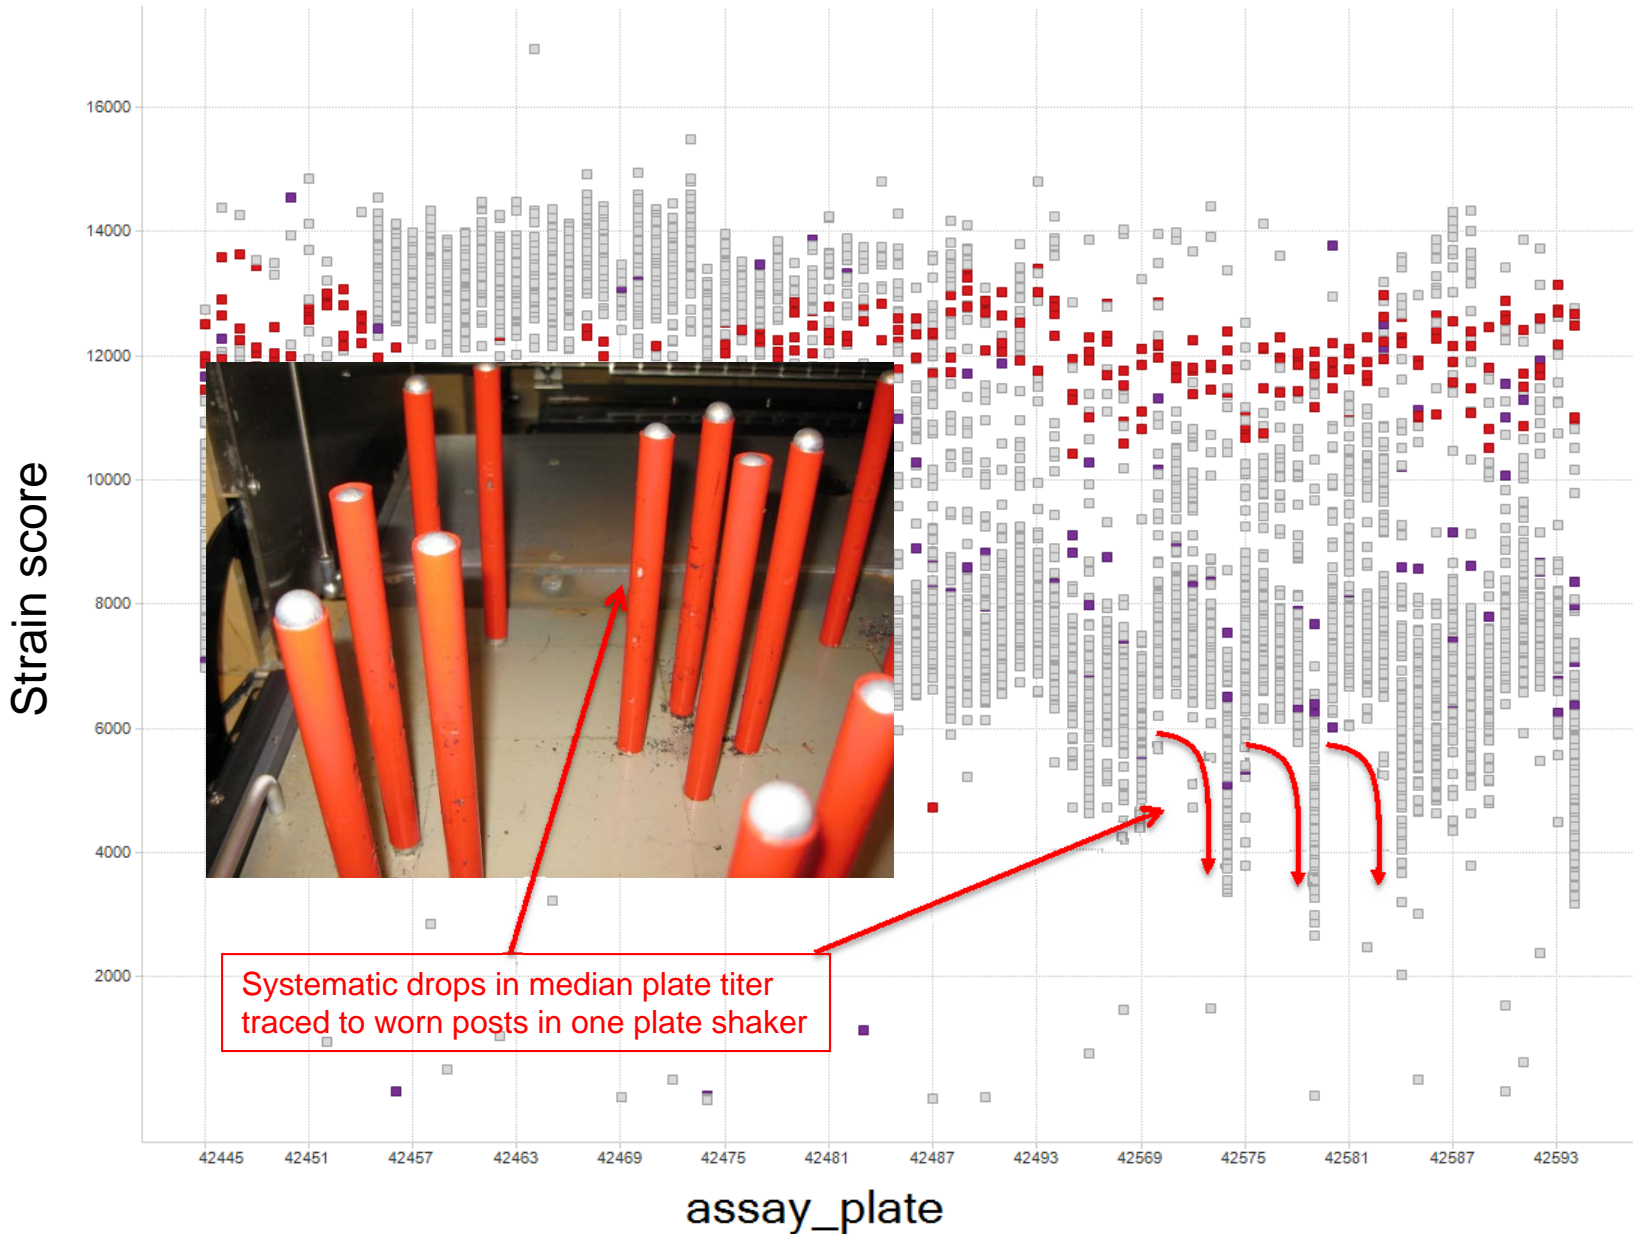 Strain score
16000
14000
12000
10000
8000
6000
4000
2000
Systematic drops in median plate titer
traced to worn posts in one plate shaker
42445 42451 42457 42463 42469 42475 42481 42487 42493 42569 42575 42581 42587 42593
assay_plate